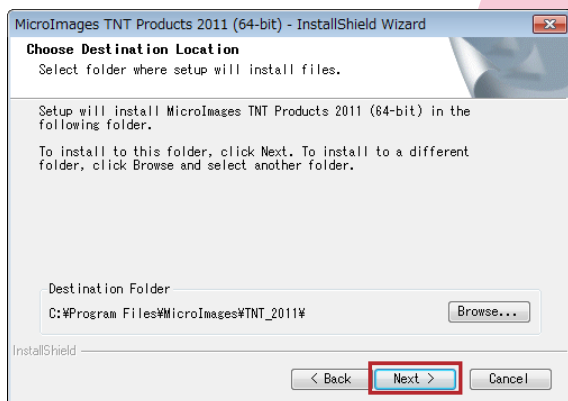 MicroImages TNT Products 2011 (64-bit) - InstallShield Wizard
Choose Destination Location
Select folder where setup will install files.
Setup will install MicroImages TNT Products 2011 (64-bit) in the
following folder.
To install to this folder, click Next. To install to a different
folder, click Browse and select another folder.
Destination Folder
C:¥Program Files¥MicroImages¥TNT_2011¥
Browse...
InstallShield
< Back
Next >
Cancel